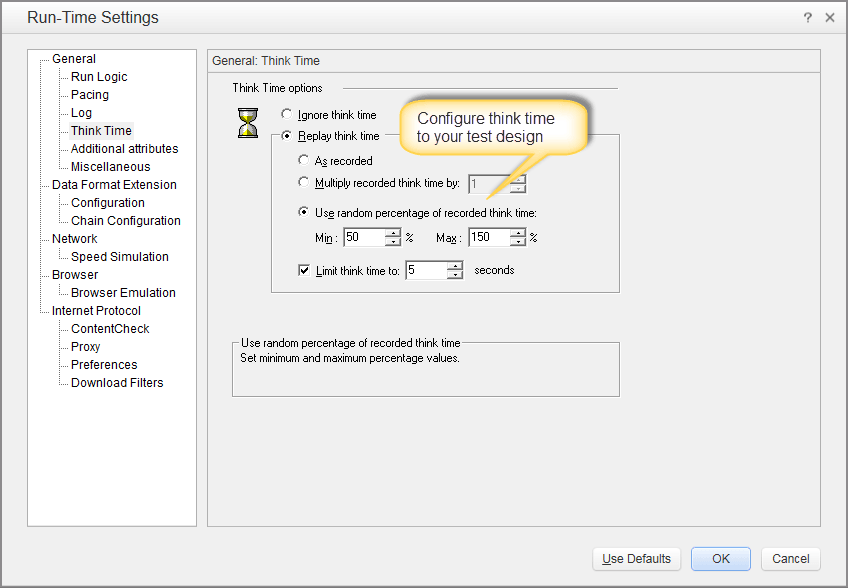 Run-Time Settings
?
General
Run Logic
Pacing
Log
Think Time
Additional attributes
Miscellaneous
Data Format Extension
Configuration
Chain Configuration
Network
Speed Simulation
Browser
Browser Emulation
Internet Protocol
ContentCheck
Proxy
Preferences
Download Filters
General: Think Time
Think Time options
Ignore think time
Replay think time
Configure think time
to your test design
As recorded
Multiply recorded think time by: 1
Use random percentage of recorded think time:
Min : 50 % Max : 150 %
Limit think time to: 5 seconds
Use random percentage of recorded think time
Set minimum and maximum percentage values.
Use Defaults OK Cancel